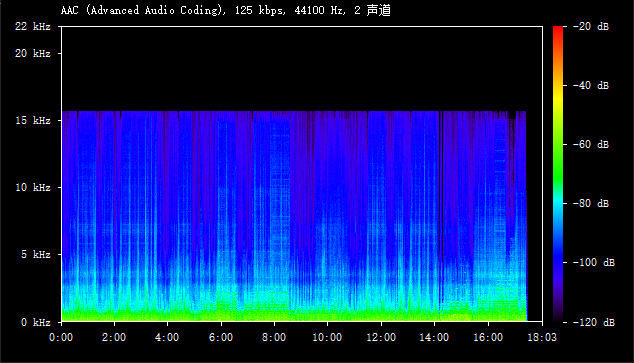 AAC (Advanced Audio Coding), 125 kbps, 44100 Hz, 2 声道
22 kHz
20 kHz
15 kHz
10 kHz
5 kHz
0 kHz
0:00 2:00 4:00 6:00 8:00 10:00 12:00 14:00 16:00 18:03
-20 dB
-40 dB
-60 dB
-80 dB
-100 dB
-120 dB